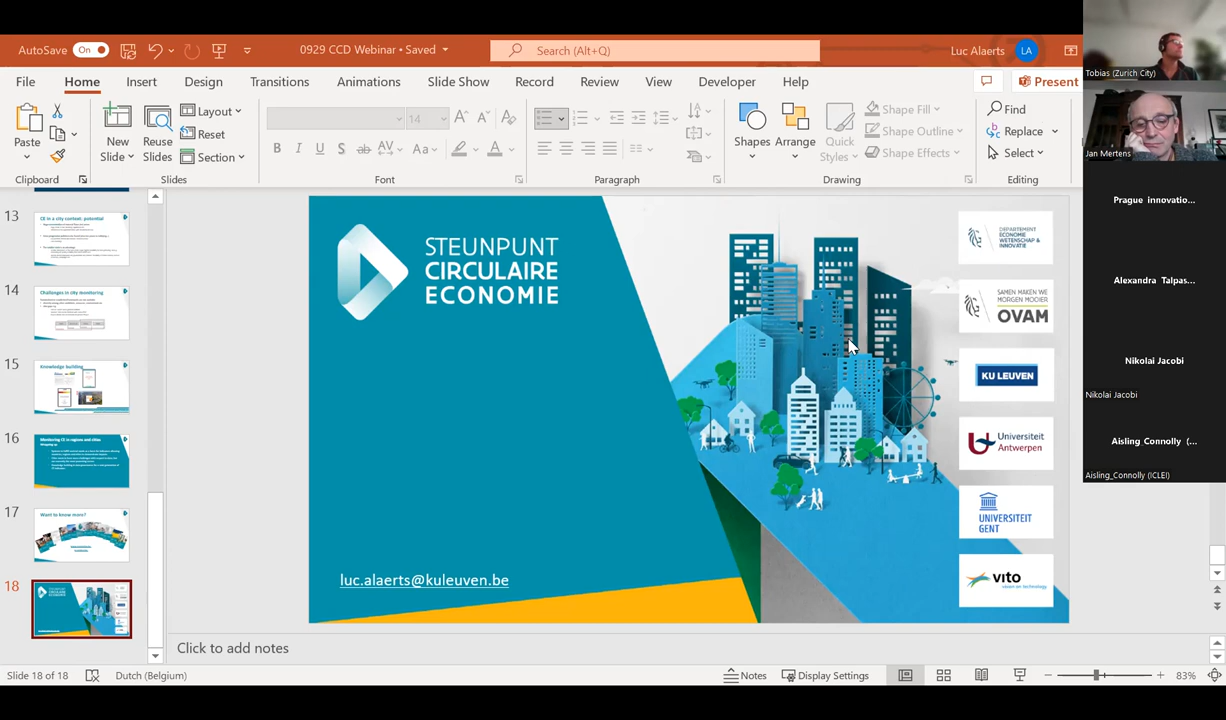 AutoSave
On
0929 CCD Webinar • Saved
Search (Alt+Q)
Luc Alaerts
LA
File
Home
Insert
Design
Transitions
Animations
Slide Show
Record
Review
View
Developer
Help
Present
Paste
Clipboard
New
Slide
Reuse
Slides
Layout
Reset
Section
Slides
14
Font
Paragraph
Shapes
Arrange
Quick
Styles
Shape Fill
Shape Outline
Shape Effects
Drawing
Find
Replace
Select
Editing
Tobias (Zurich City)
Jan Mertens
Prague innovatio...
Alexandra Talpas...
Nikolai Jacobi
Nikolai Jacobi
Aisling Connolly (...
Aisling_Connolly (ICLEI)
13
CE in a city context: potential
14
Challenges in city monitoring
15
Knowledge building
16
Monitoring CE in regions and cities
17
Want to know more?
18
STEUNPUNT
CIRCULAIRE
ECONOMIE
luc.alaerts@kuleuven.be
DEPARTEMENT
ECONOMIE
WETENSCHAP &
INNOVATIE
SAMEN MAKEN WE
MORGEN MOOIER
OVAM
KU LEUVEN
Universiteit
Antwerpen
UNIVERSITEIT
GENT
vito
vision on technology
Click to add notes
Slide 18 of 18
Dutch (Belgium)
Notes
Display Settings
83%